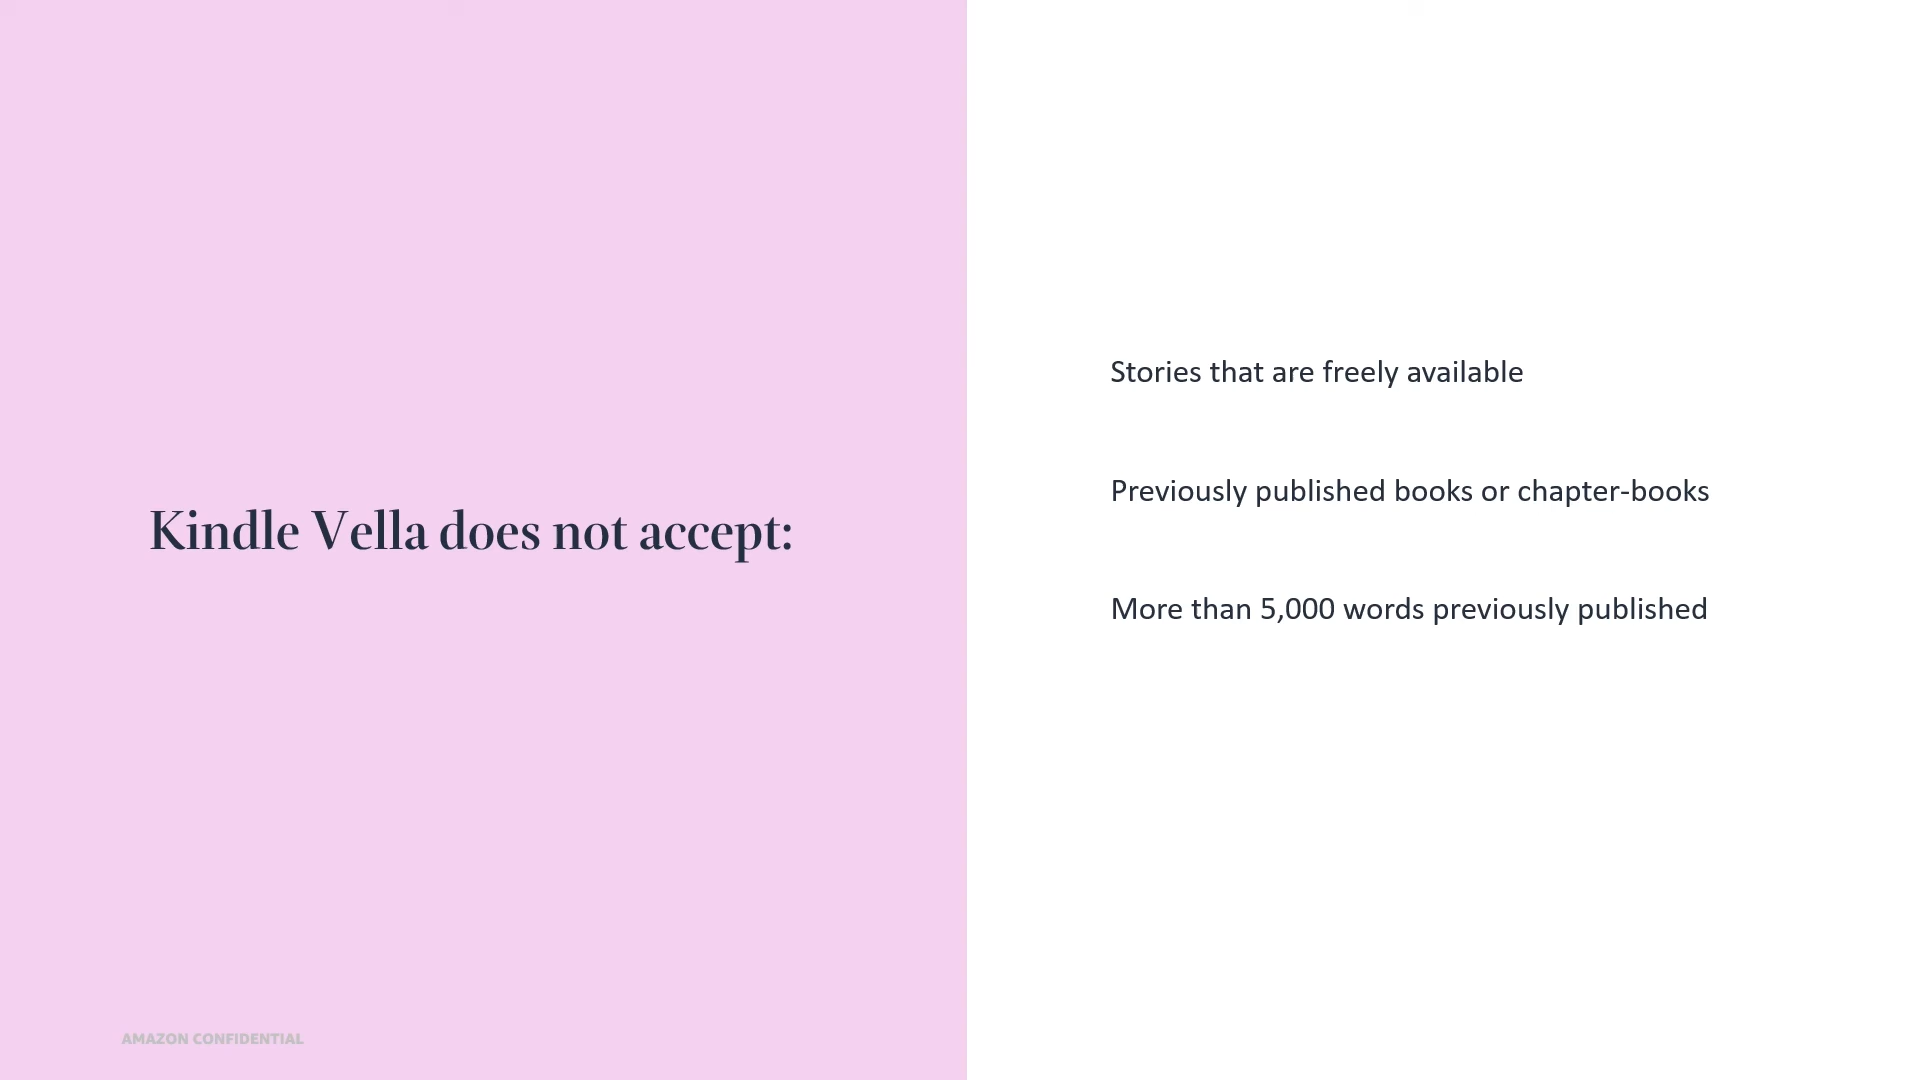 Kindle Vella does not accept:
Stories that are freely available
Previously published books or chapter-books
More than 5,000 words previously published
AMAZON CONFIDENTIAL